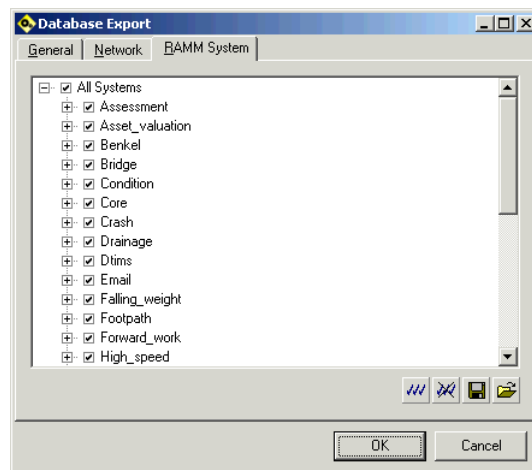 Database Export
General Network RAMM System
All Systems
Assessment
Asset_valuation
Benkel
Bridge
Condition
Core
Crash
Drainage
Dtims
Email
Falling_weight
Footpath
Forward_work
High_speed
OK Cancel